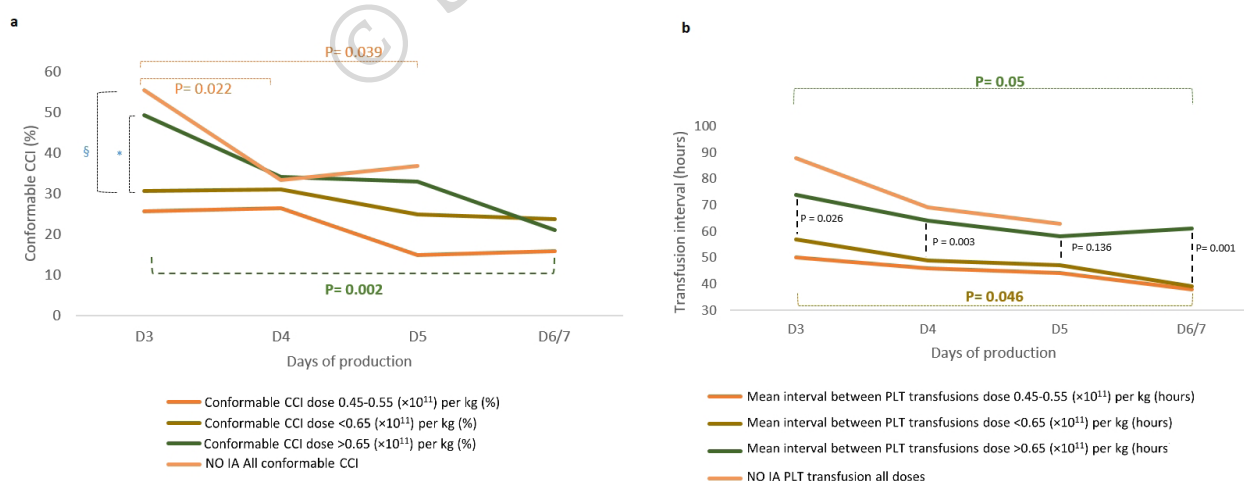 ©
a
P= 0.039
P= 0.022
Conformable CCI (%)
60
50
40
30
20
10
0
§
*
P= 0.002
D3 D4 D5 D6/7
Days of production
Conformable CCI dose 0.45-0.55 (×10¹¹) per kg (%)
Conformable CCI dose <0.65 (×10¹¹) per kg (%)
Conformable CCI dose >0.65 (×10¹¹) per kg (%)
NO IA All conformable CCI
b
P= 0.05
Transfusion interval (hours)
100
90
80
70
60
50
40
30
P = 0.026
P = 0.003
P= 0.136
P= 0.001
P= 0.046
D3 D4 D5 D6/7
Days of production
Mean interval between PLT transfusions dose 0.45-0.55 (×10¹¹) per kg (hours)
Mean interval between PLT transfusions dose <0.65 (×10¹¹) per kg (hours)
Mean interval between PLT transfusions dose >0.65 (×10¹¹) per kg (hours
NO IA PLT transfusion all doses